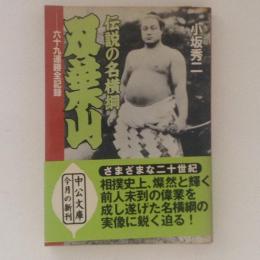 小坂秀二
伝説の名横綱
双葉山
――六十九連勝全記録
さまざまな二十世紀
相撲史上、燦然と輝く
前人未到の偉業を
成し遂げた名横綱の
実像に鋭く迫る！
中公文庫
今月の新刊